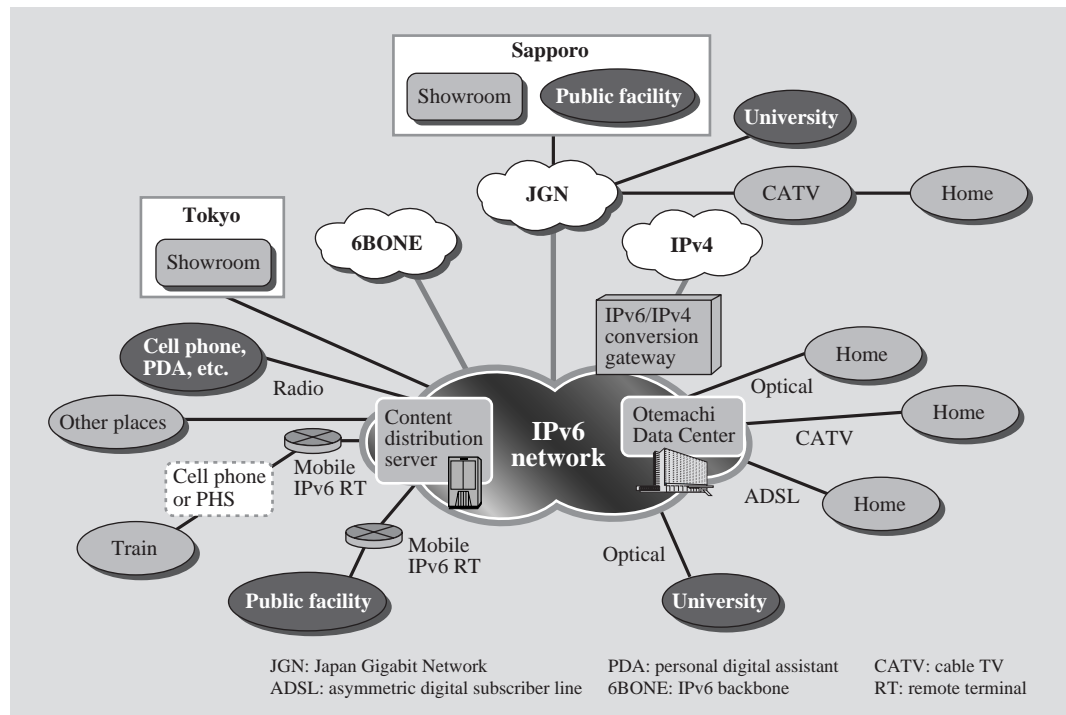 Sapporo
Showroom
Public facility
University
JGN
CATV
Home
Tokyo
Showroom
6BONE
IPv4
IPv6/IPv4
conversion
gateway
Cell phone,
PDA, etc.
Radio
Home
Optical
Other places
Content
distribution
server
IPv6
network
Otemachi
Data Center
Home
CATV
Mobile
IPv6 RT
Cell phone
or PHS
ADSL
Home
Train
Mobile
IPv6 RT
Optical
Public facility
University
JGN: Japan Gigabit Network
ADSL: asymmetric digital subscriber line
PDA: personal digital assistant
6BONE: IPv6 backbone
CATV: cable TV
RT: remote terminal